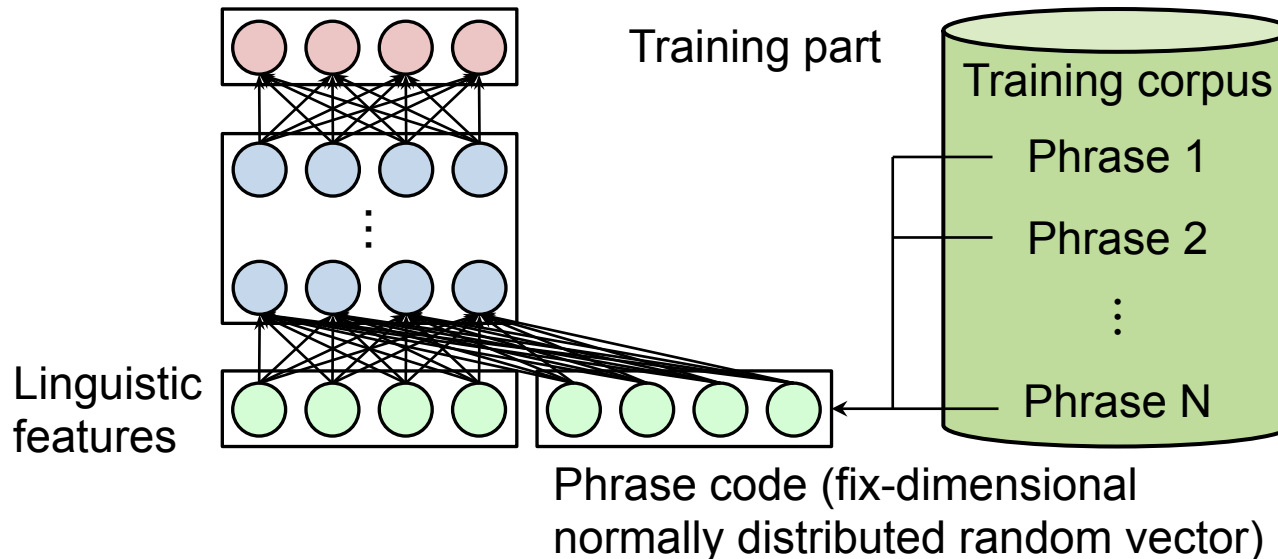 Training part
Training corpus
Phrase 1
Phrase 2
⋮
Phrase N
Linguistic
features
Phrase code (fix-dimensional
normally distributed random vector)